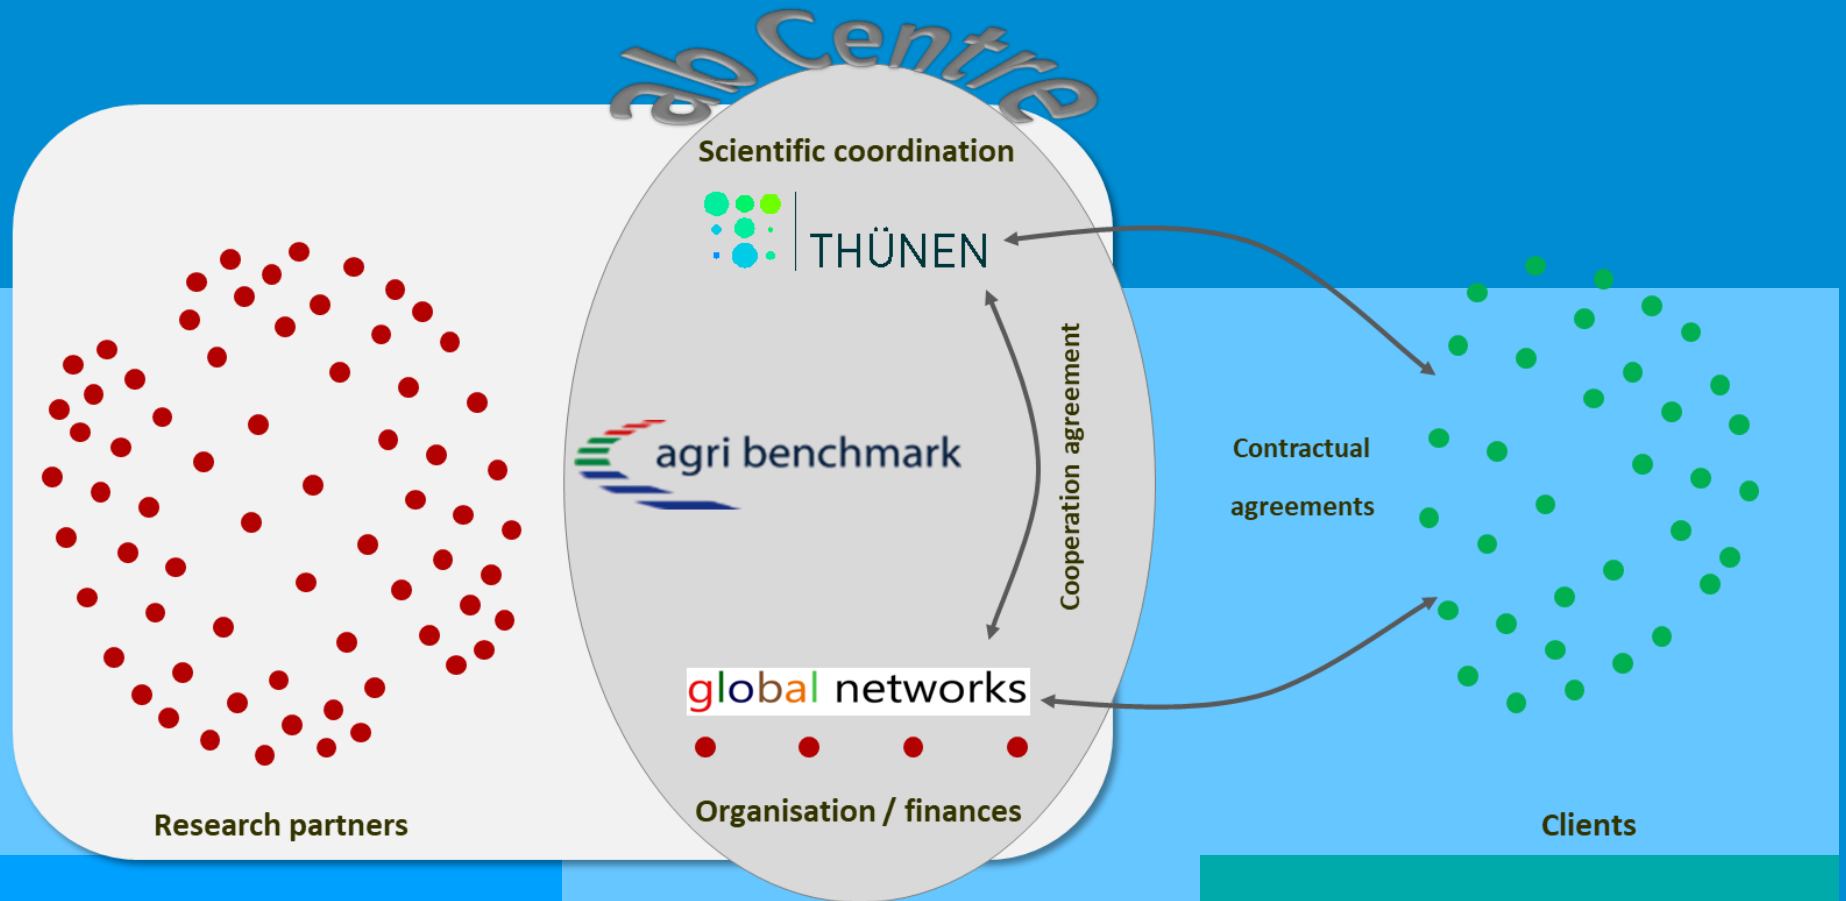 ab Centre
Scientific coordination
THÜNEN
Cooperation agreement
agri benchmark
Contractual
agreements
global networks
Organisation / finances
Research partners
Clients